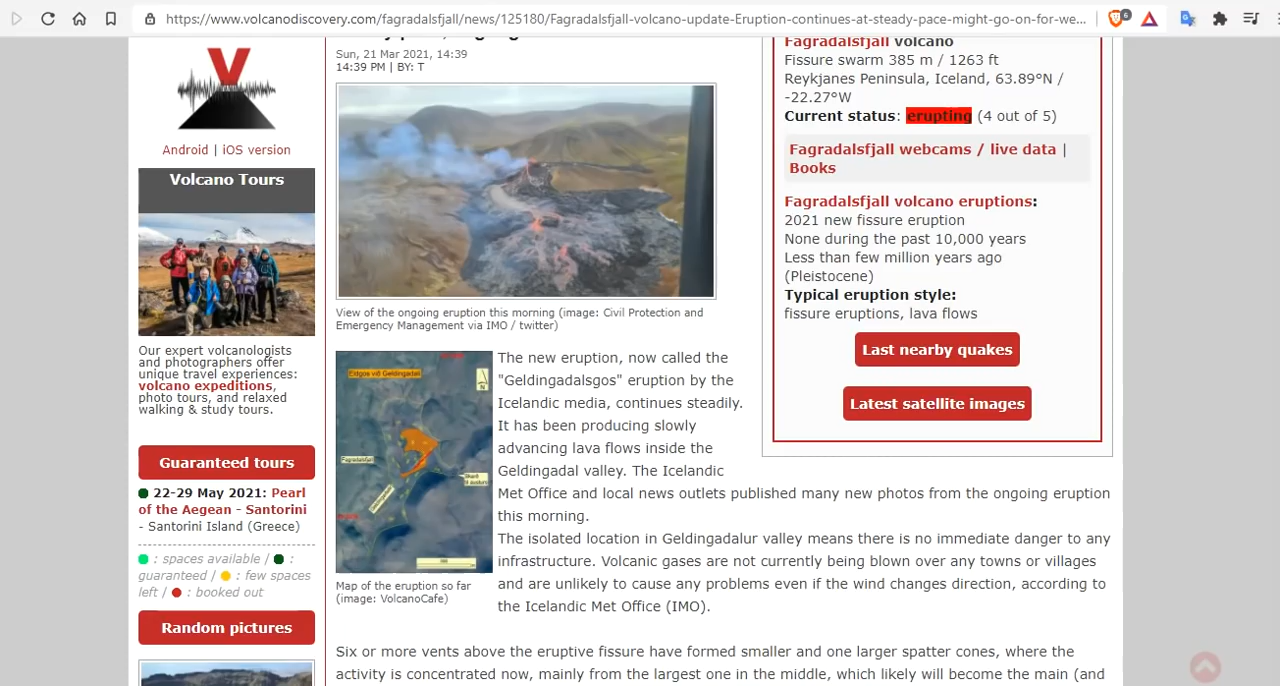 https://www.volcanodiscovery.com/fagradalsfjall/news/125180/Fagradalsfjall-volcano-update-Eruption-continues-at-steady-pace-might-go-on-for-we...
6
Android | iOS version
Volcano Tours
Our expert volcanologists
and photographers offer
unique travel experiences:
volcano expeditions,
photo tours, and relaxed
walking & study tours.
Guaranteed tours
22-29 May 2021: Pearl
of the Aegean - Santorini
- Santorini Island (Greece)
: spaces available / :
guaranteed / : few spaces
left / : booked out
Random pictures
Sun, 21 Mar 2021, 14:39
14:39 PM | BY: T
View of the ongoing eruption this morning (image: Civil Protection and
Emergency Management via IMO / twitter)
Eldgos við Geldingadali
N
Fagradalsfjall
Map of the eruption so far
(image: VolcanoCafe)
The new eruption, now called the
"Geldingadalsgos" eruption by the
Icelandic media, continues steadily.
It has been producing slowly
advancing lava flows inside the
Geldingadal valley. The Icelandic
Met Office and local news outlets published many new photos from the ongoing eruption
this morning.
The isolated location in Geldingadalur valley means there is no immediate danger to any
infrastructure. Volcanic gases are not currently being blown over any towns or villages
and are unlikely to cause any problems even if the wind changes direction, according to
the Icelandic Met Office (IMO).
Six or more vents above the eruptive fissure have formed smaller and one larger spatter cones, where the
activity is concentrated now, mainly from the largest one in the middle, which likely will become the main (and
Fagradalsfjall volcano
Fissure swarm 385 m / 1263 ft
Reykjanes Peninsula, Iceland, 63.89°N /
-22.27°W
Current status: erupting (4 out of 5)
Fagradalsfjall webcams / live data |
Books
Fagradalsfjall volcano eruptions:
2021 new fissure eruption
None during the past 10,000 years
Less than few million years ago
(Pleistocene)
Typical eruption style:
fissure eruptions, lava flows
Last nearby quakes
Latest satellite images